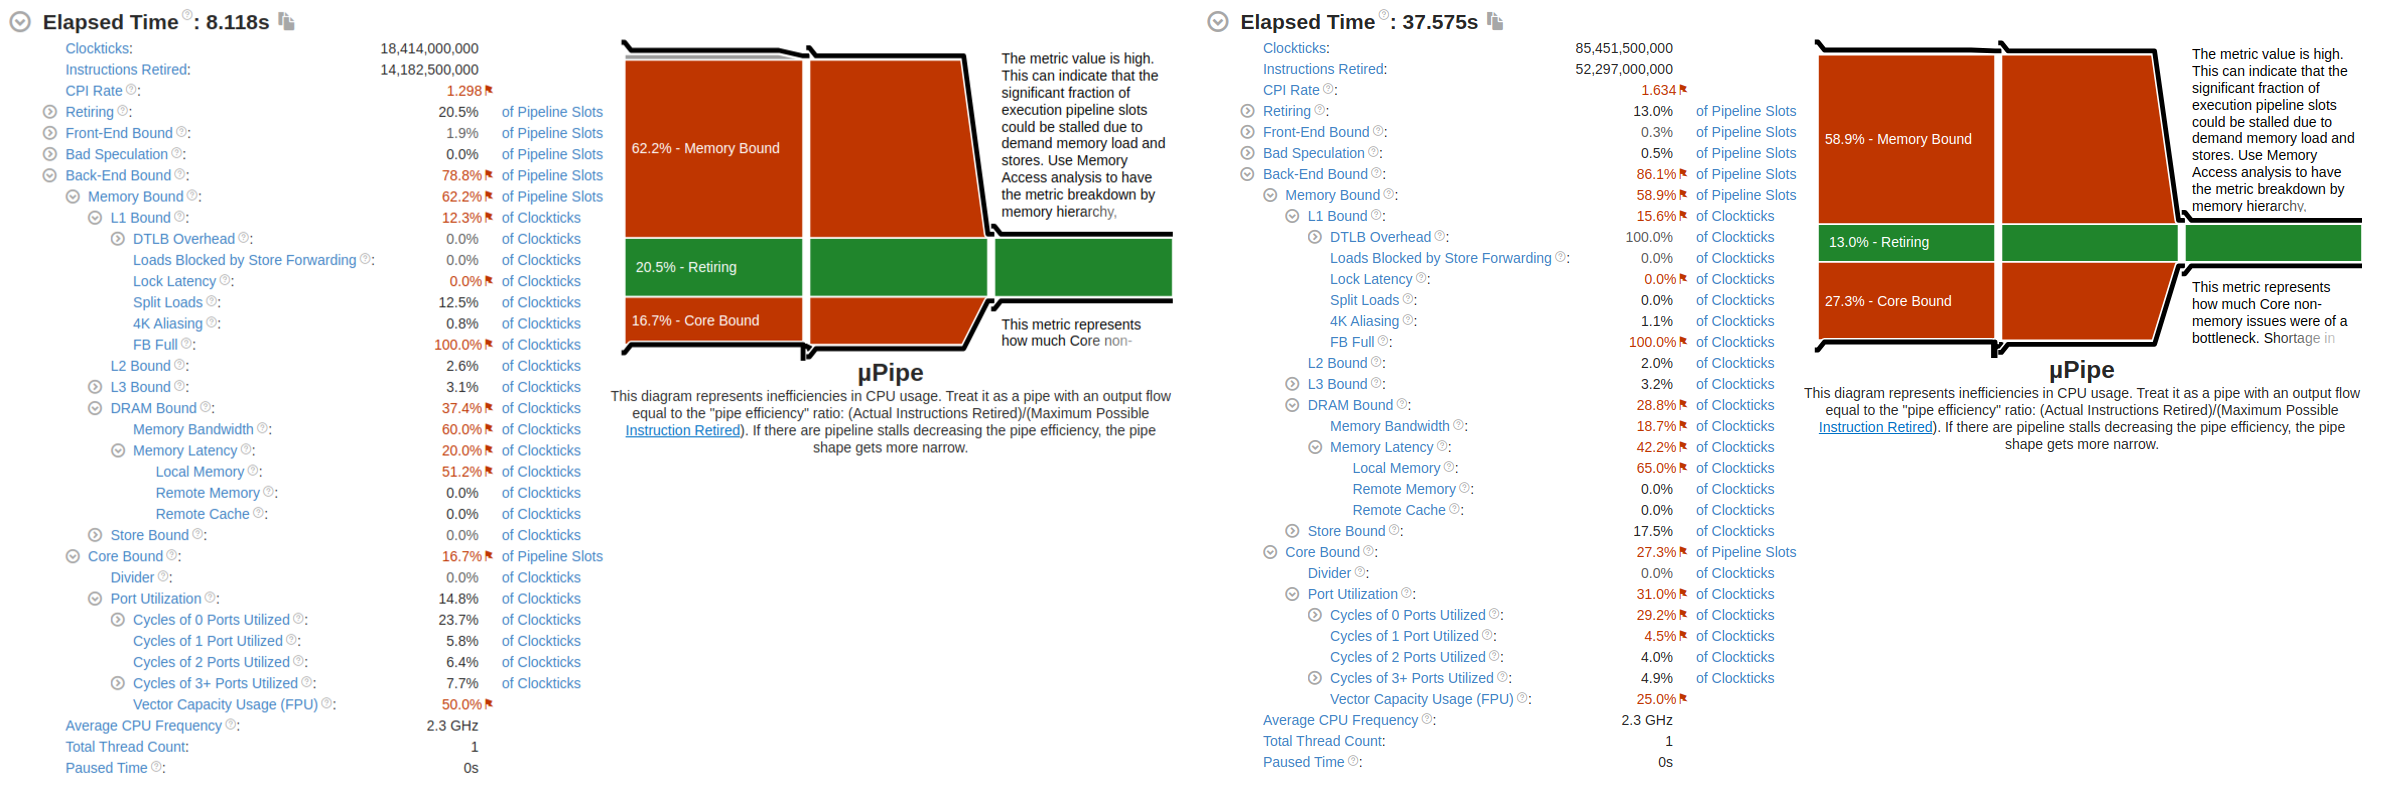 Elapsed Time: 8.118s
Clockticks: 18,414,000,000
Instructions Retired: 14,182,500,000
CPI Rate: 1.298
Retiring: 20.5% of Pipeline Slots
Front-End Bound: 1.9% of Pipeline Slots
Bad Speculation: 0.0% of Pipeline Slots
Back-End Bound: 78.8% of Pipeline Slots
Memory Bound: 62.2% of Pipeline Slots
L1 Bound: 12.3% of Clockticks
DTLB Overhead: 0.0% of Clockticks
Loads Blocked by Store Forwarding: 0.0% of Clockticks
Lock Latency: 0.0% of Clockticks
Split Loads: 12.5% of Clockticks
4K Aliasing: 0.8% of Clockticks
FB Full: 100.0% of Clockticks
L2 Bound: 2.6% of Clockticks
L3 Bound: 3.1% of Clockticks
DRAM Bound: 37.4% of Clockticks
Memory Bandwidth: 60.0% of Clockticks
Memory Latency: 20.0% of Clockticks
Local Memory: 51.2% of Clockticks
Remote Memory: 0.0% of Clockticks
Remote Cache: 0.0% of Clockticks
Store Bound: 0.0% of Clockticks
Core Bound: 16.7% of Pipeline Slots
Divider: 0.0% of Clockticks
Port Utilization: 14.8% of Clockticks
Cycles of 0 Ports Utilized: 23.7% of Clockticks
Cycles of 1 Port Utilized: 5.8% of Clockticks
Cycles of 2 Ports Utilized: 6.4% of Clockticks
Cycles of 3+ Ports Utilized: 7.7% of Clockticks
Vector Capacity Usage (FPU): 50.0%
Average CPU Frequency: 2.3 GHz
Total Thread Count: 1
Paused Time: 0s
62.2% - Memory Bound
20.5% - Retiring
16.7% - Core Bound
The metric value is high.
This can indicate that the
significant fraction of
execution pipeline slots
could be stalled due to
demand memory load and
stores. Use Memory
Access analysis to have
the metric breakdown by
memory hierarchy,
This metric represents
how much Core non-
µPipe
This diagram represents inefficiencies in CPU usage. Treat it as a pipe with an output flow
equal to the "pipe efficiency" ratio: (Actual Instructions Retired)/(Maximum Possible
Instruction Retired). If there are pipeline stalls decreasing the pipe efficiency, the pipe
shape gets more narrow.
Elapsed Time: 37.575s
Clockticks: 85,451,500,000
Instructions Retired: 52,297,000,000
CPI Rate: 1.634
Retiring: 13.0% of Pipeline Slots
Front-End Bound: 0.3% of Pipeline Slots
Bad Speculation: 0.5% of Pipeline Slots
Back-End Bound: 86.1% of Pipeline Slots
Memory Bound: 58.9% of Pipeline Slots
L1 Bound: 15.6% of Clockticks
DTLB Overhead: 100.0% of Clockticks
Loads Blocked by Store Forwarding: 0.0% of Clockticks
Lock Latency: 0.0% of Clockticks
Split Loads: 0.0% of Clockticks
4K Aliasing: 1.1% of Clockticks
FB Full: 100.0% of Clockticks
L2 Bound: 2.0% of Clockticks
L3 Bound: 3.2% of Clockticks
DRAM Bound: 28.8% of Clockticks
Memory Bandwidth: 18.7% of Clockticks
Memory Latency: 42.2% of Clockticks
Local Memory: 65.0% of Clockticks
Remote Memory: 0.0% of Clockticks
Remote Cache: 0.0% of Clockticks
Store Bound: 17.5% of Clockticks
Core Bound: 27.3% of Pipeline Slots
Divider: 0.0% of Clockticks
Port Utilization: 31.0% of Clockticks
Cycles of 0 Ports Utilized: 29.2% of Clockticks
Cycles of 1 Port Utilized: 4.5% of Clockticks
Cycles of 2 Ports Utilized: 4.0% of Clockticks
Cycles of 3+ Ports Utilized: 4.9% of Clockticks
Vector Capacity Usage (FPU): 25.0%
Average CPU Frequency: 2.3 GHz
Total Thread Count: 1
Paused Time: 0s
58.9% - Memory Bound
13.0% - Retiring
27.3% - Core Bound
The metric value is high.
This can indicate that the
significant fraction of
execution pipeline slots
could be stalled due to
demand memory load and
stores. Use Memory
Access analysis to have
the metric breakdown by
memory hierarchy,
This metric represents
how much Core non-
memory issues were of a
bottleneck. Shortage in
µPipe
This diagram represents inefficiencies in CPU usage. Treat it as a pipe with an output flow
equal to the "pipe efficiency" ratio: (Actual Instructions Retired)/(Maximum Possible
Instruction Retired). If there are pipeline stalls decreasing the pipe efficiency, the pipe
shape gets more narrow.